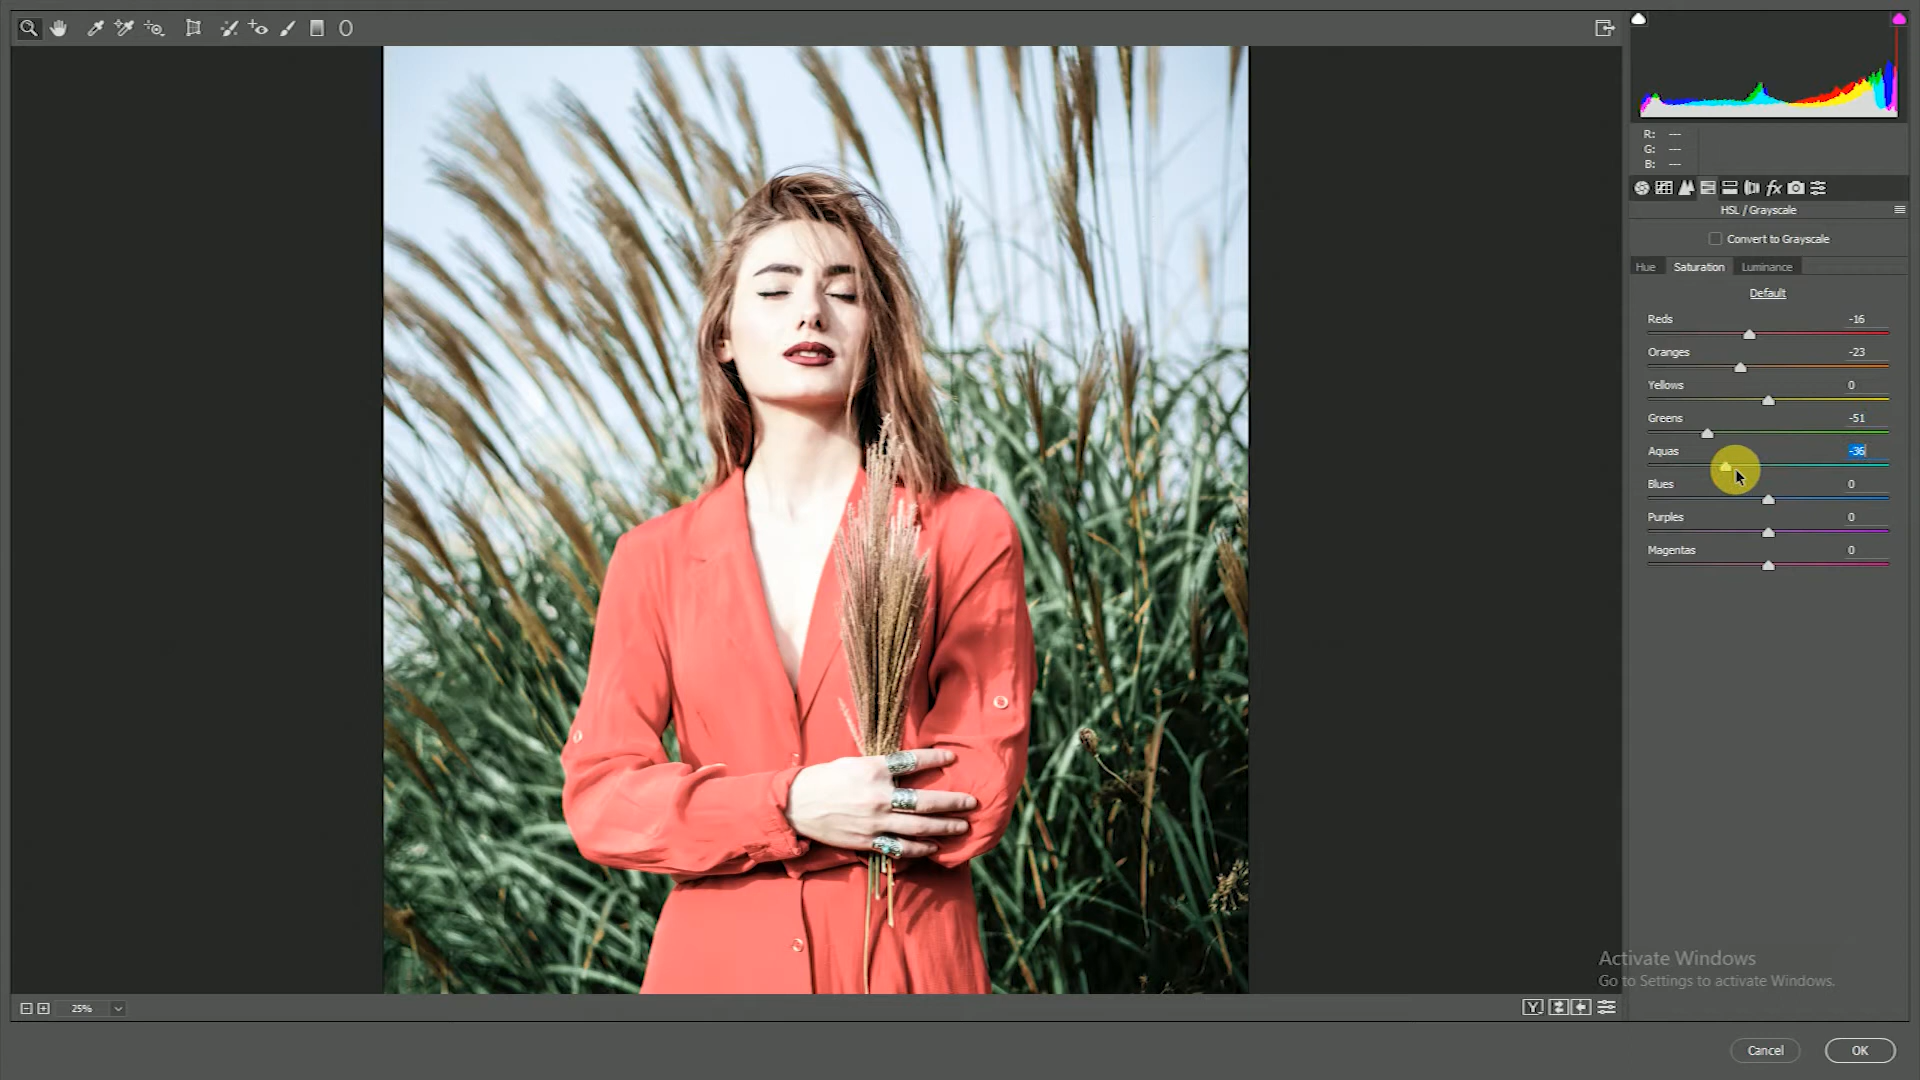 R: ---
G: ---
B: ---
HSL / Grayscale
Convert to Grayscale
Hue Saturation Luminance
Default
Reds -16
Oranges -23
Yellows 0
Greens -51
Aquas -36
Blues 0
Purples 0
Magentas 0
Activate Windows
Go to Settings to activate Windows.
25%
Y
Cancel OK